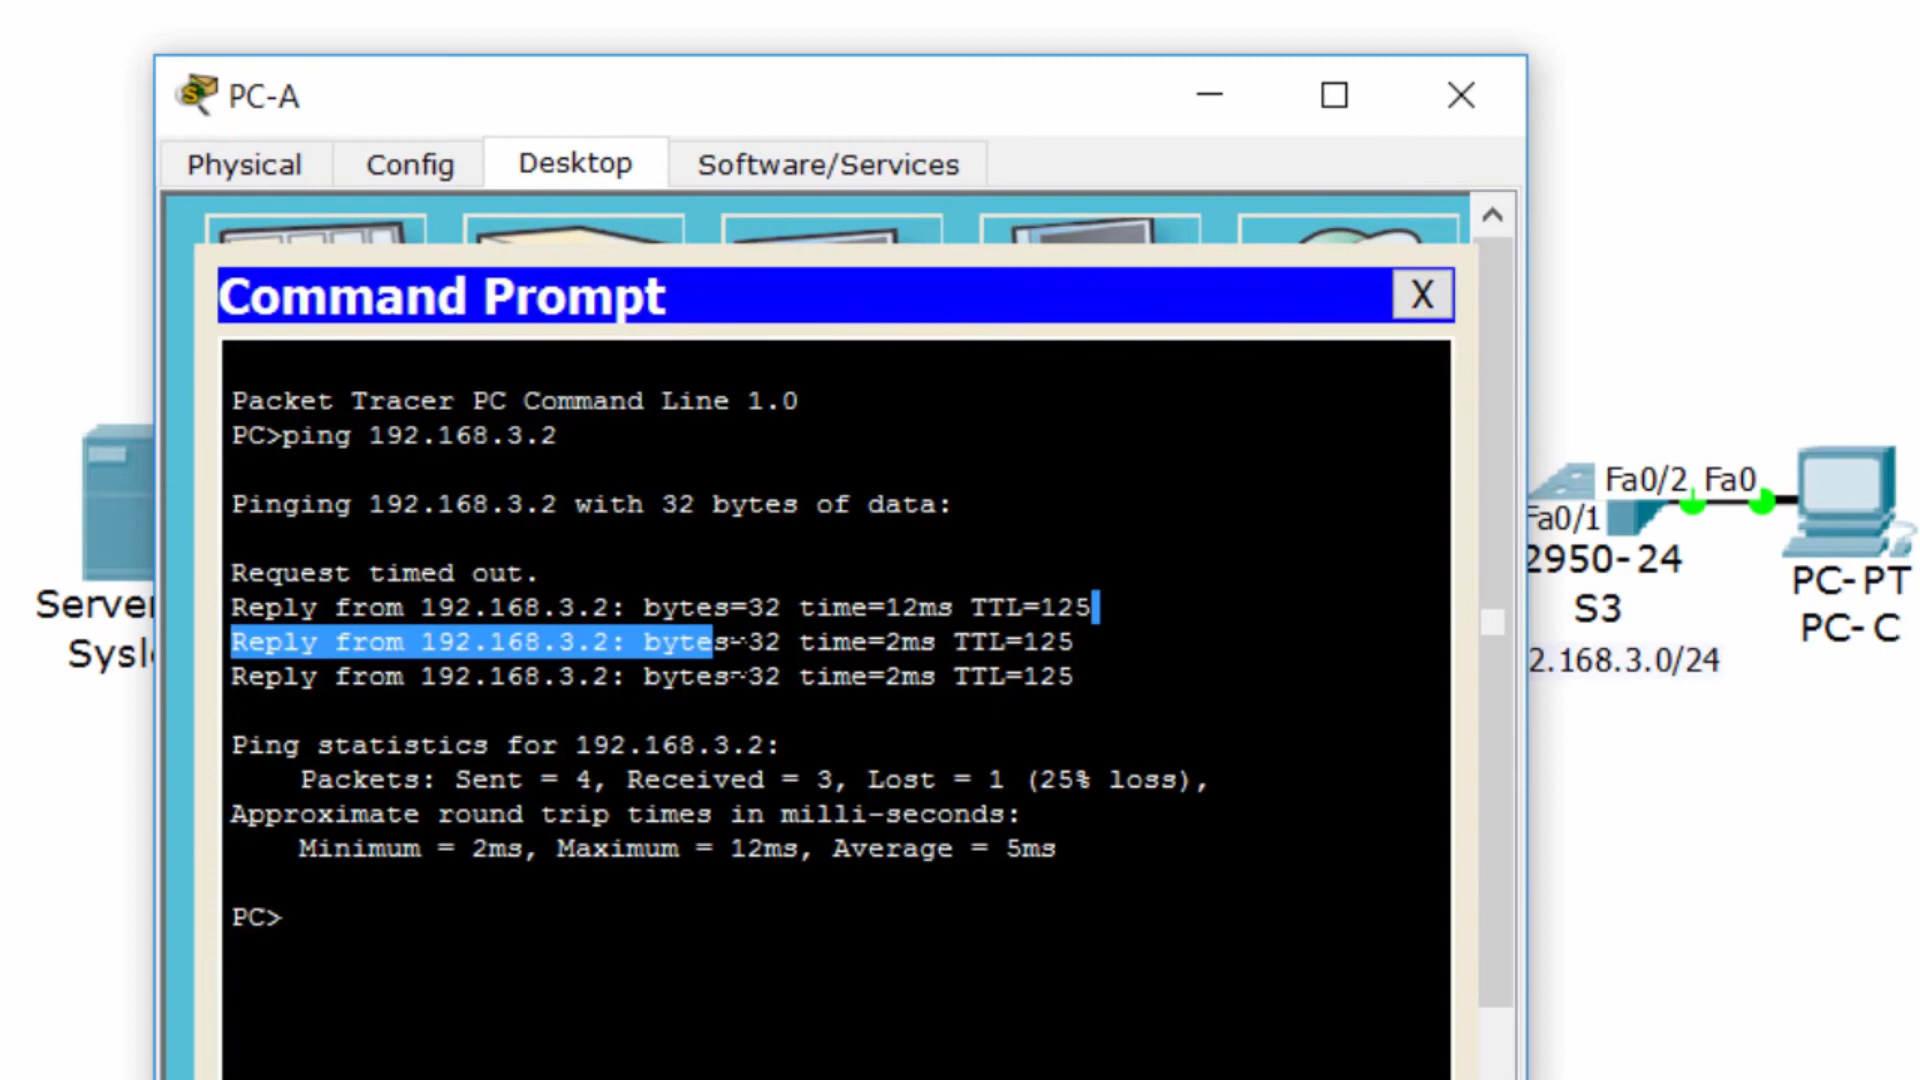 PC-A
Physical
Config
Desktop
Software/Services
Command Prompt
X
Packet Tracer PC Command Line 1.0
PC>ping 192.168.3.2
Pinging 192.168.3.2 with 32 bytes of data:
Request timed out.
Reply from 192.168.3.2: bytes=32 time=12ms TTL=125
Reply from 192.168.3.2: bytes=32 time=2ms TTL=125
Reply from 192.168.3.2: bytes=32 time=2ms TTL=125
Ping statistics for 192.168.3.2:
Packets: Sent = 4, Received = 3, Lost = 1 (25% loss),
Approximate round trip times in milli-seconds:
Minimum = 2ms, Maximum = 12ms, Average = 5ms
PC>
Server
Sysl
Fa0/2 Fa0
Fa0/1
2950-24
S3
2.168.3.0/24
PC-PT
PC-C